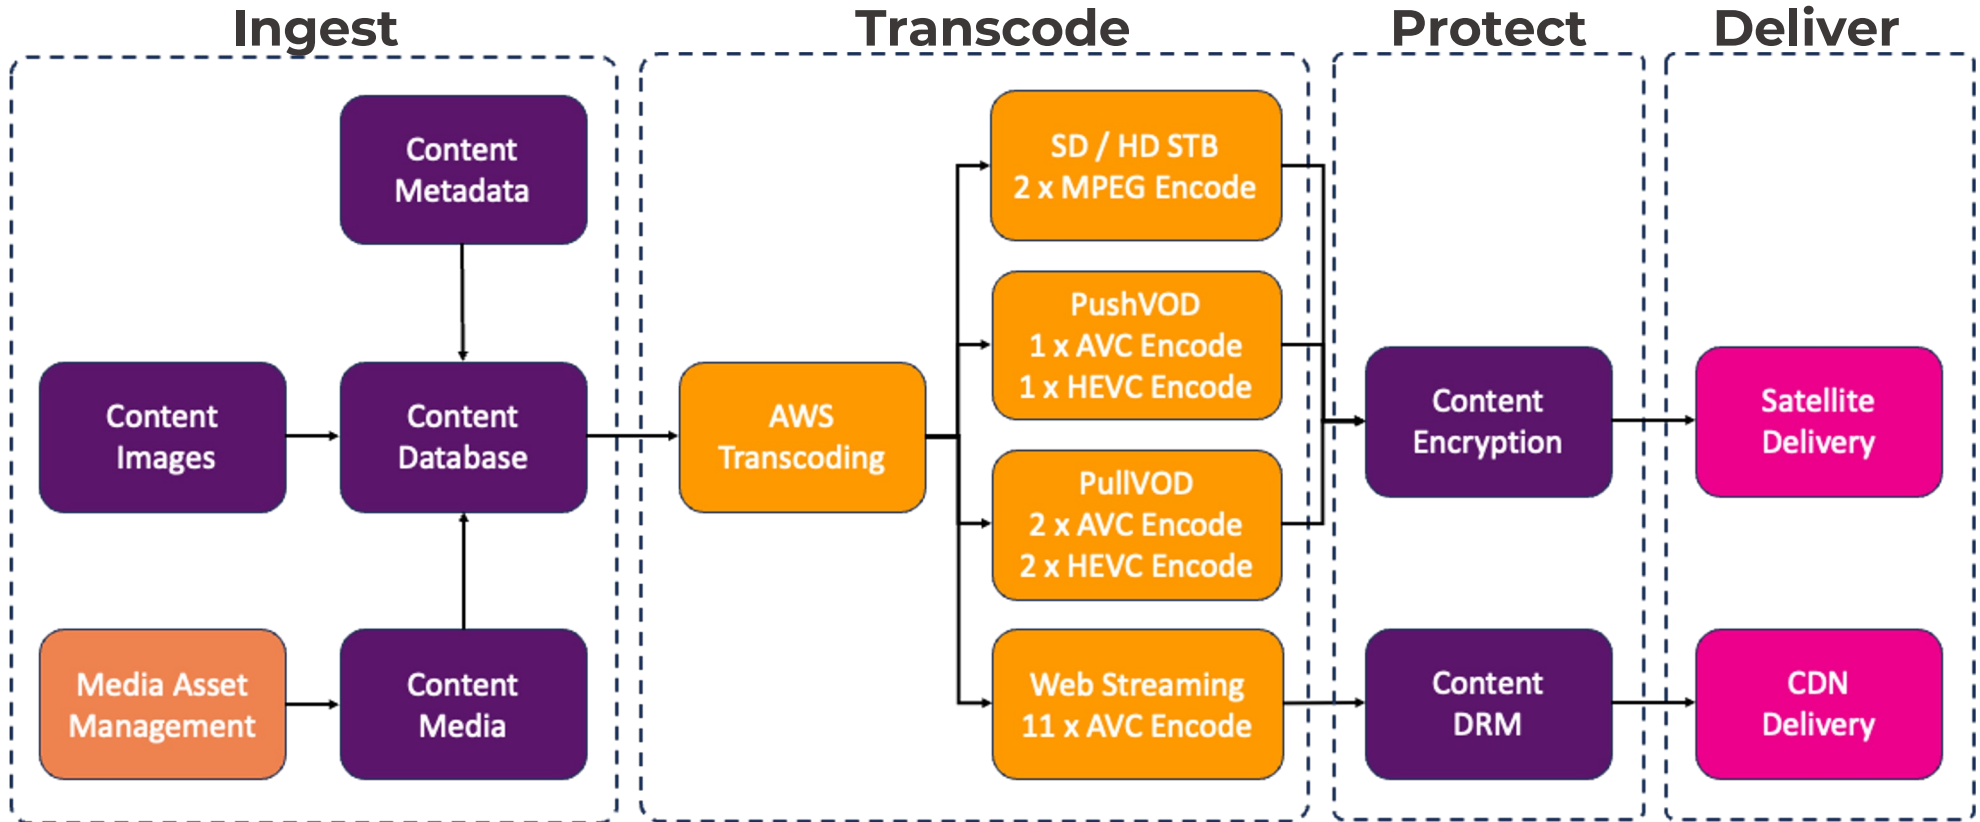 Ingest
Transcode
Protect
Deliver
Content
Metadata
Content
Images
Content
Database
Media Asset
Management
Content
Media
AWS
Transcoding
SD / HD STB
2 x MPEG Encode
PushVOD
1 x AVC Encode
1 x HEVC Encode
PullVOD
2 x AVC Encode
2 x HEVC Encode
Web Streaming
11 x AVC Encode
Content
Encryption
Content
DRM
Satellite
Delivery
CDN
Delivery